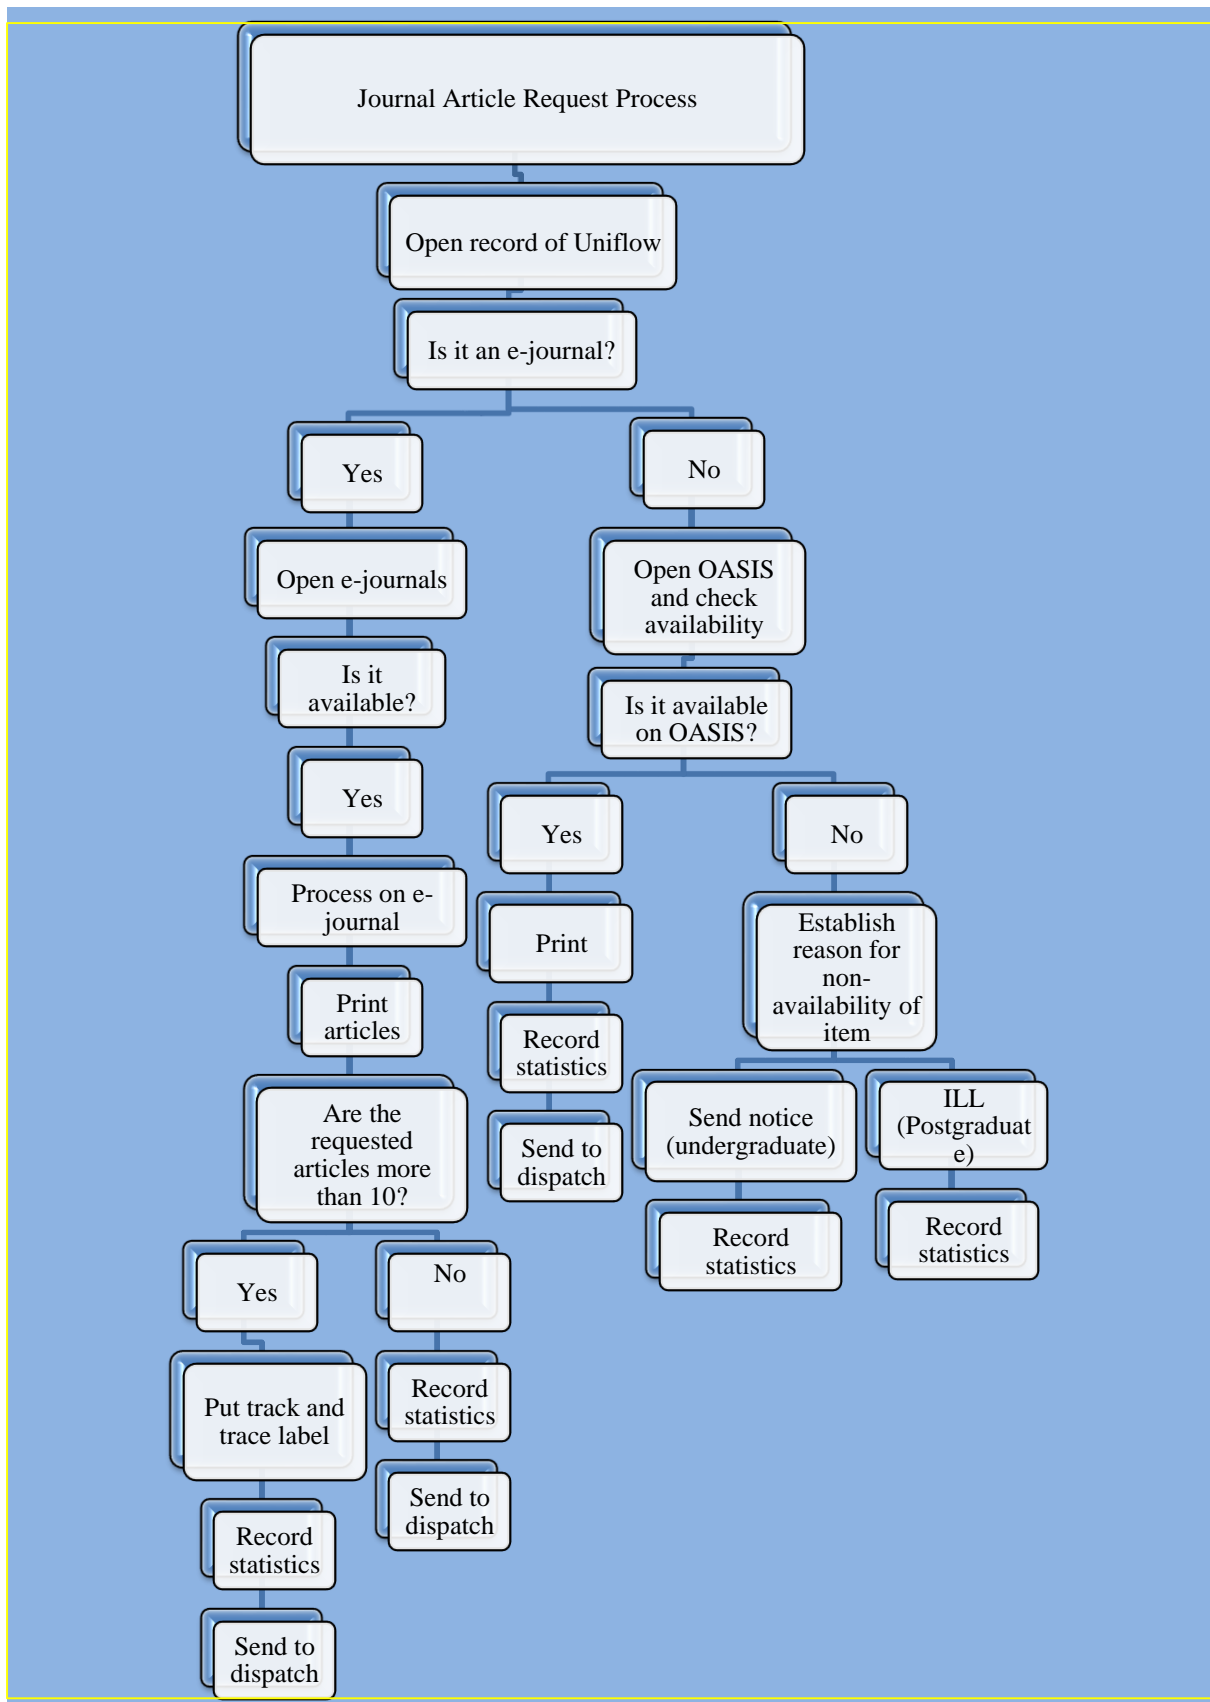 Journal Article Request Process
Open record of Uniflow
Is it an e-journal?
Yes
No
Open e-journals
Open OASIS
and check
availability
Is it
available?
Is it available
on OASIS?
Yes
Yes
No
Process on e-
journal
Print
Establish
reason for
non-
availability of
item
Print
articles
Record
statistics
Are the
requested
articles more
than 10?
Send to
dispatch
Send notice
(undergraduate)
ILL
(Postgraduat
e)
Record
statistics
Record
statistics
Yes
No
Put track and
trace label
Record
statistics
Record
statistics
Send to
dispatch
Send to
dispatch